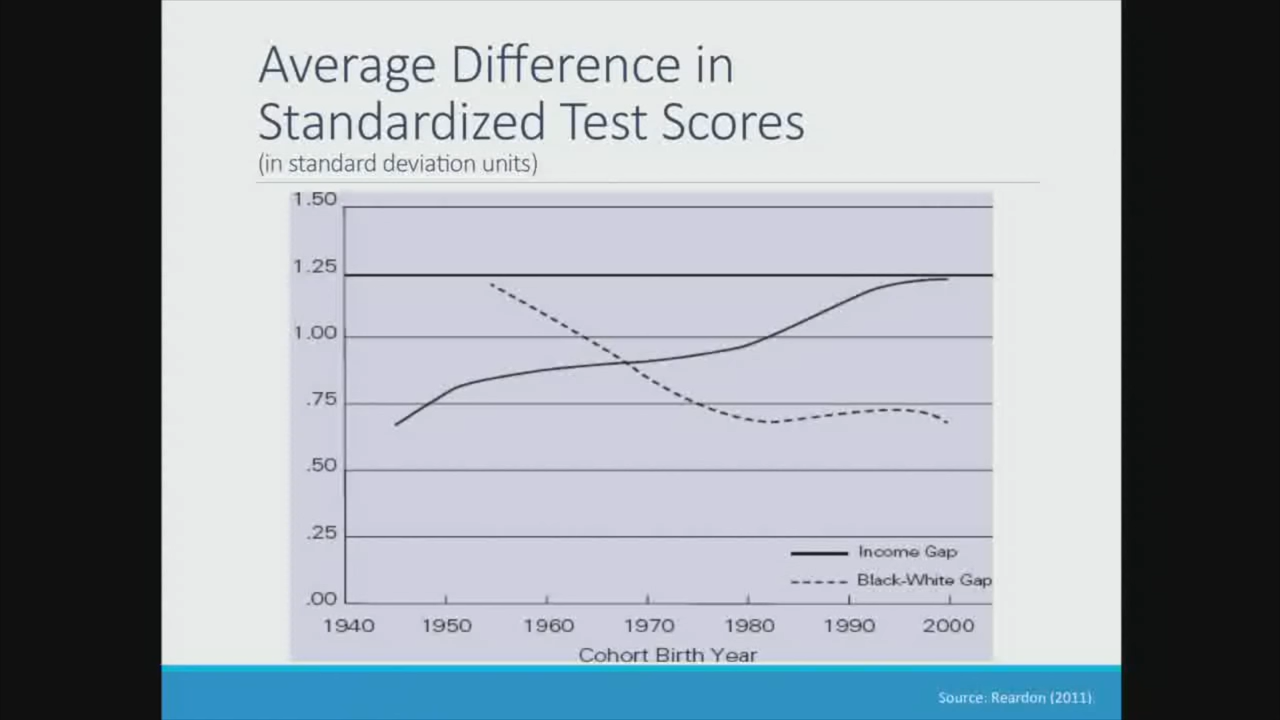 Average Difference in
Standardized Test Scores
(in standard deviation units)
1.50
1.25
1.00
.75
.50
.25
.00
Income Gap
Black-White Gap
1940 1950 1960 1970 1980 1990 2000
Cohort Birth Year
Source: Reardon (2011)